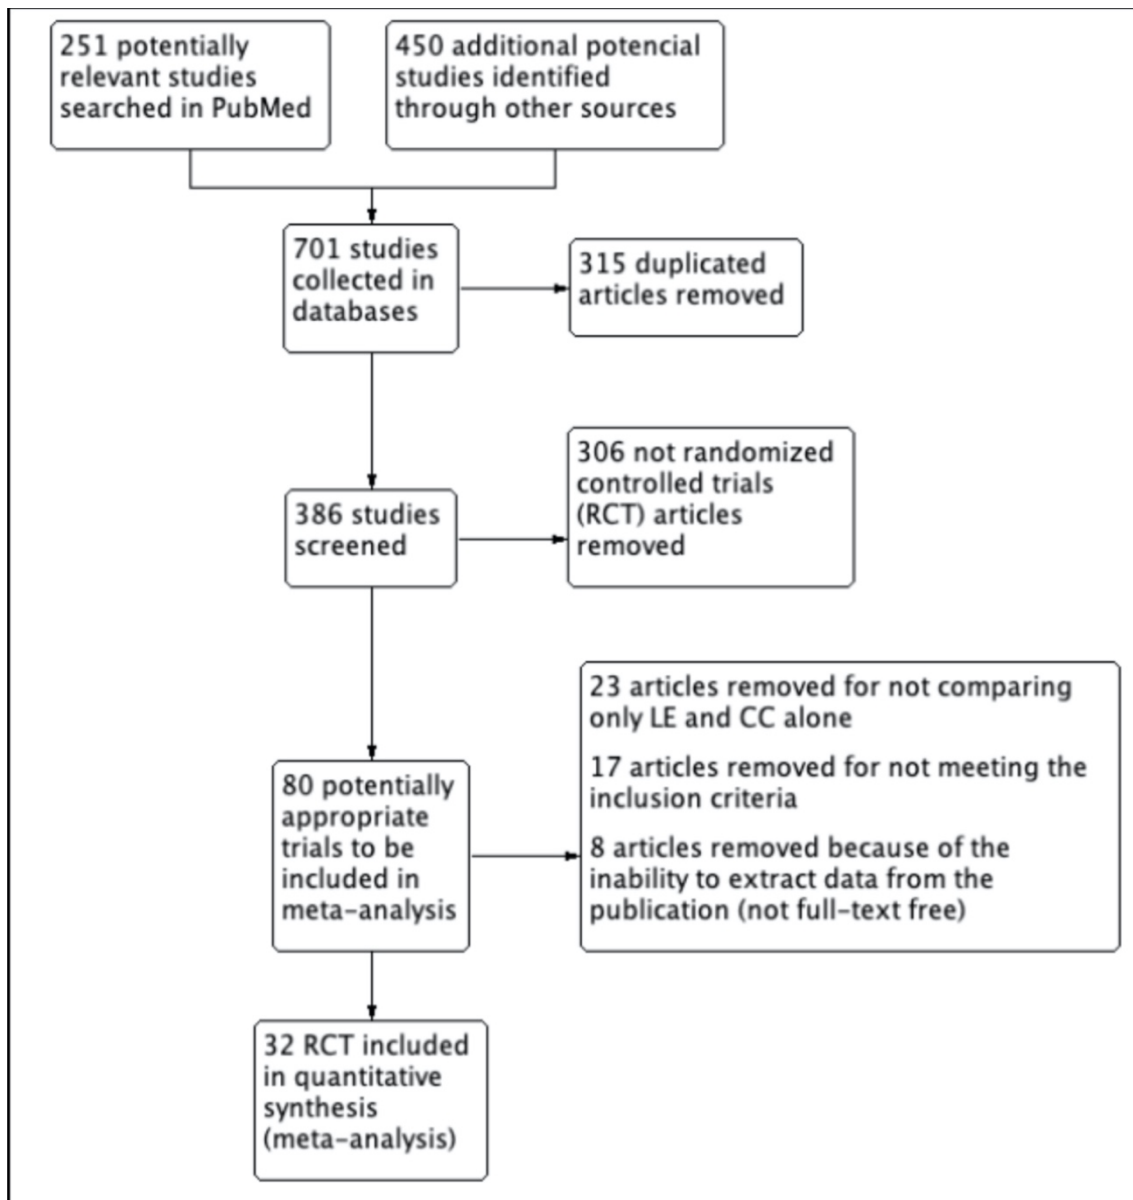 251 potentially
relevant studies
searched in PubMed
450 additional potencial
studies identified
through other sources
701 studies
collected in
databases
315 duplicated
articles removed
386 studies
screened
306 not randomized
controlled trials
(RCT) articles
removed
80 potentially
appropriate
trials to be
included in
meta-analysis
23 articles removed for not comparing
only LE and CC alone
17 articles removed for not meeting the
inclusion criteria
8 articles removed because of the
inability to extract data from the
publication (not full-text free)
32 RCT included
in quantitative
synthesis
(meta-analysis)